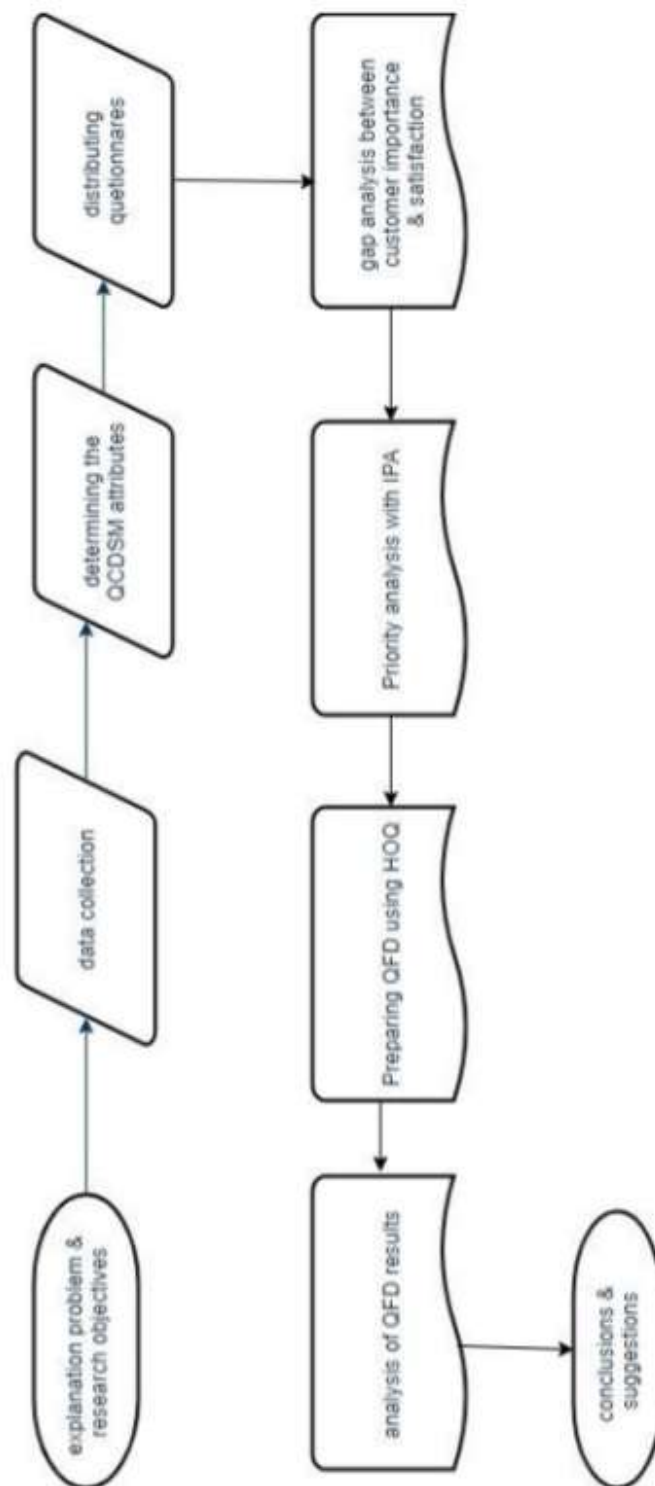 explanation problem &
research objectives
data collection
determining the
QCDSM attributes
distributing
quetionnares
gap analysis between
customer importance
& satisfaction
Priority analysis with IPA
Preparing QFD using HOQ
analysis of QFD results
conclusions &
suggestions